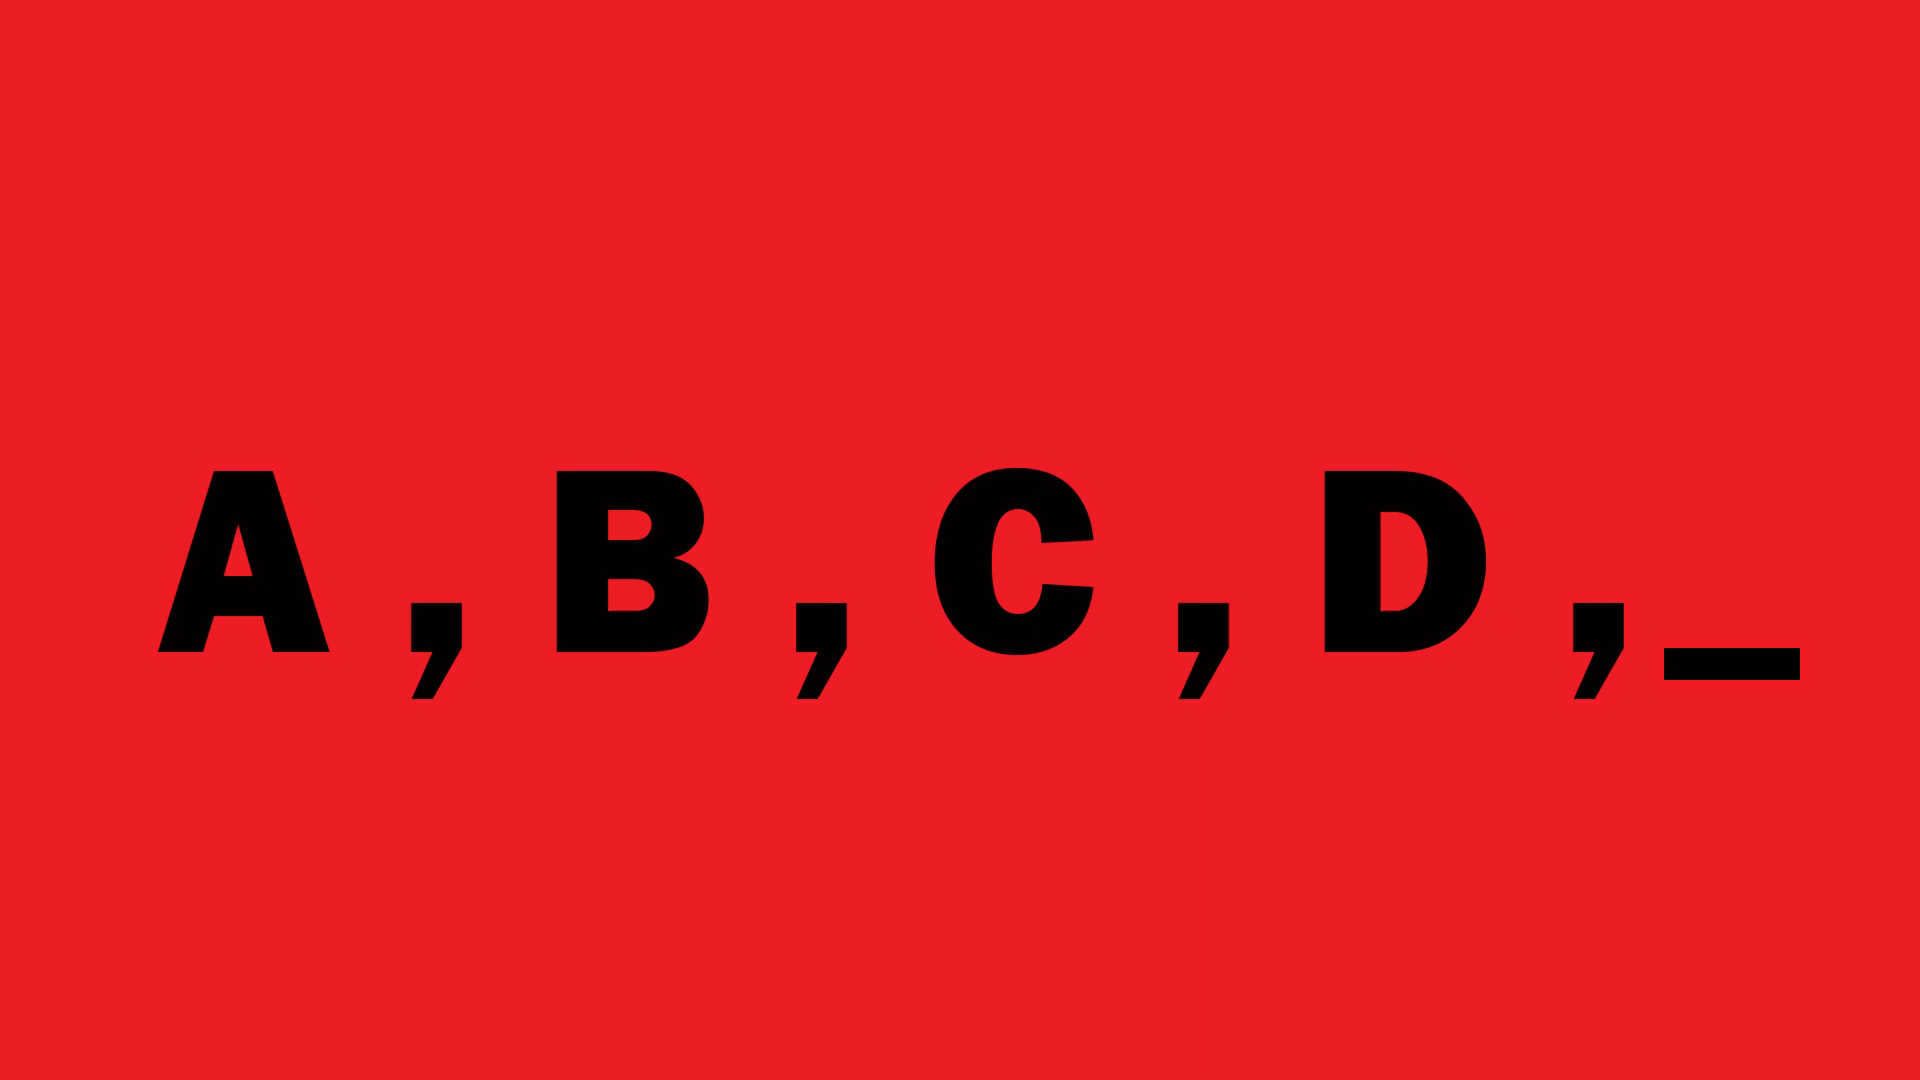 A , B , C , D ,_